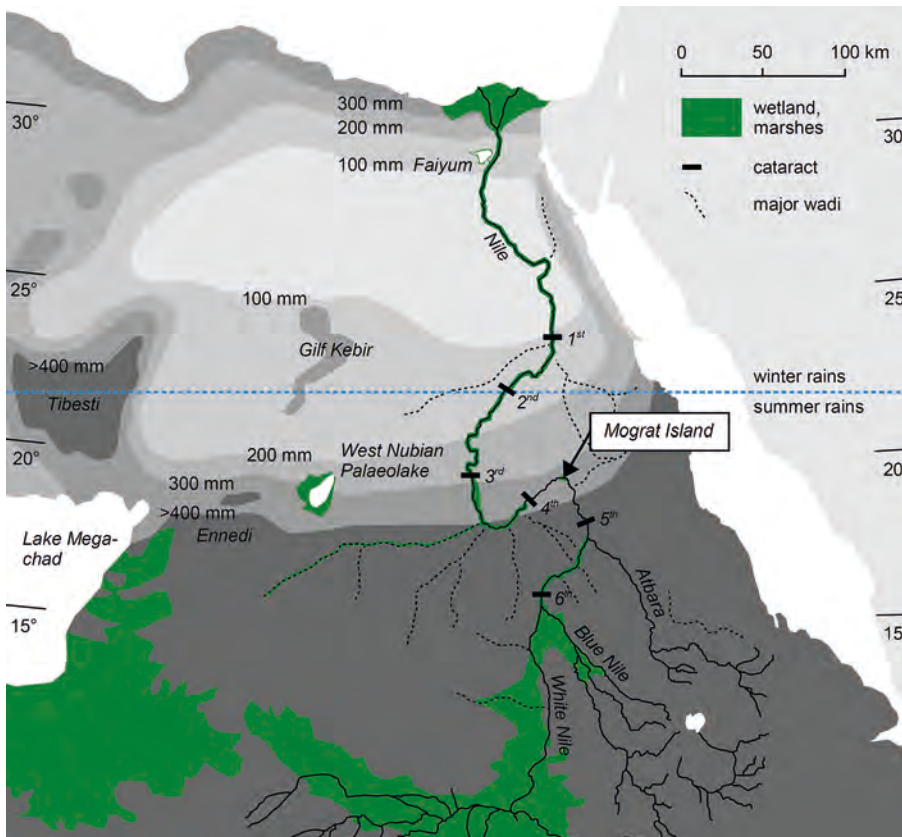 0 50 100 km
300 mm
200 mm
100 mm
Faiyum
wetland,
marshes
cataract
major wadi
30°
30
Nile
25°
25
100 mm
Gilf Kebir
1st
>400 mm
Tibesti
2nd
winter rains
summer rains
Mograt Island
20°
20
200 mm
West Nubian
Palaeolake
3rd
300 mm
>400 mm
Ennedi
4th
5th
Lake Mega-
chad
Atbara
6th
15°
15
Blue Nile
White Nile